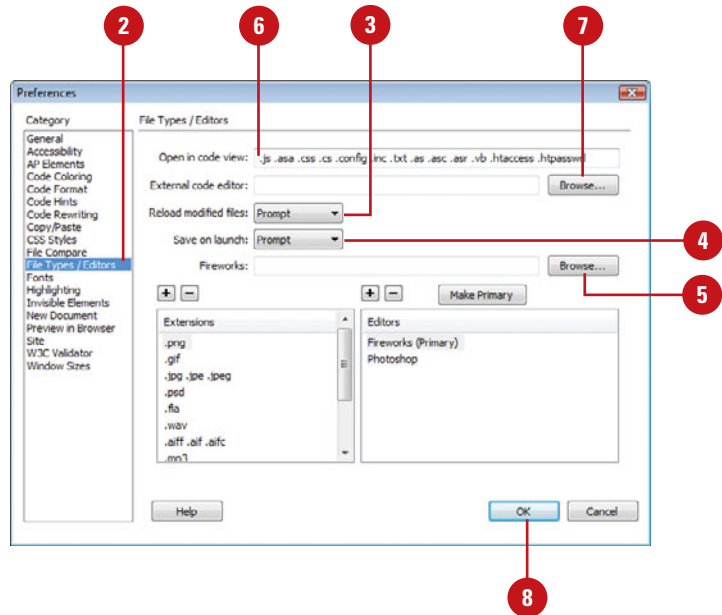 2
6
3
7
Preferences
Category
File Types / Editors
General
Accessibility
AP Elements
Code Coloring
Code Format
Code Hints
Code Rewriting
Copy/Paste
CSS Styles
File Compare
File Types / Editors
Fonts
Highlighting
Invisible Elements
New Document
Preview in Browser
Site
W3C Validator
Window Sizes
Open in code view: .js .asa .css .cs .config .inc .txt .as .asc .asr .vb .htaccess .htpasswd
External code editor:
Browse...
Reload modified files: Prompt
Save on launch: Prompt
4
Fireworks:
Browse...
5
+ −
+ −
Make Primary
Extensions
.png
.gif
.jpg .jpe .jpeg
.psd
.fla
.wav
.aiff .aif .aifc
.mp3
Editors
Fireworks (Primary)
Photoshop
Help
OK
Cancel
8